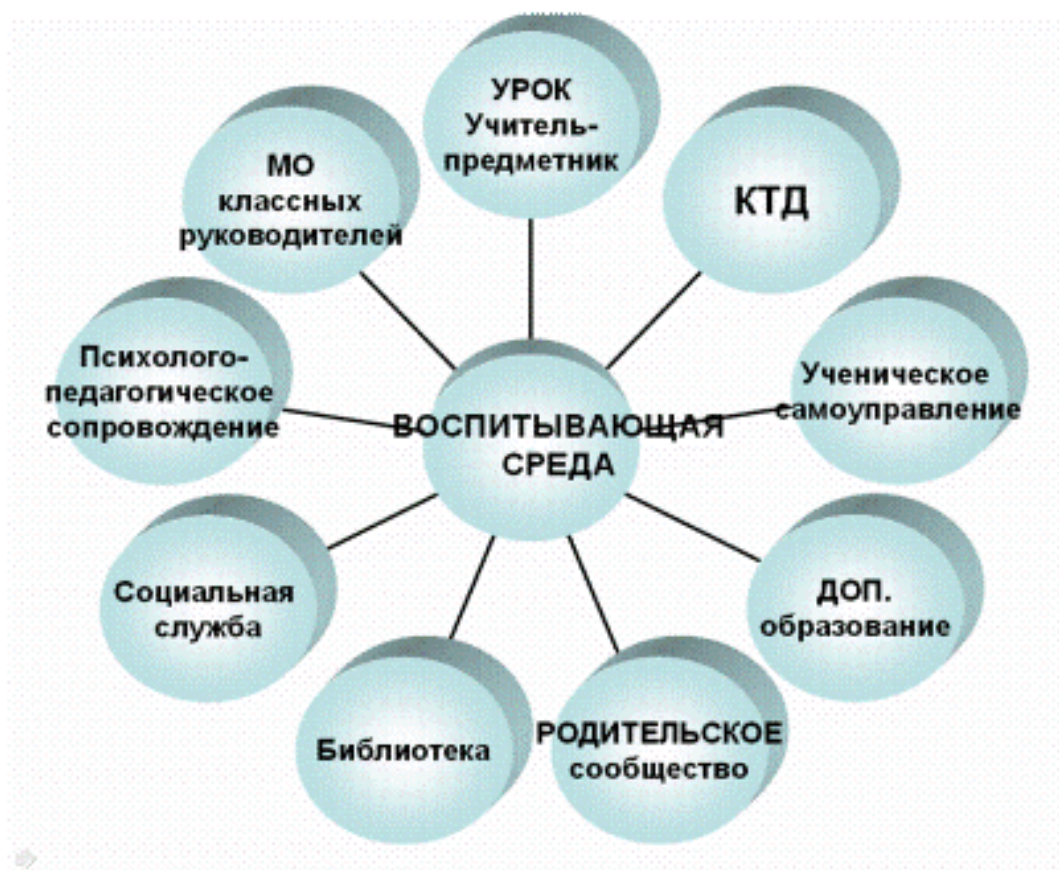 УРОК
Учитель-
предметник
КТД
Ученическое
самоуправление
ДОП.
образование
РОДИТЕЛЬСКОЕ
сообщество
Библиотека
Социальная
служба
Психолого-
педагогическое
сопровождение
МО
классных
руководителей
ВОСПИТЫВАЮЩАЯ
СРЕДА